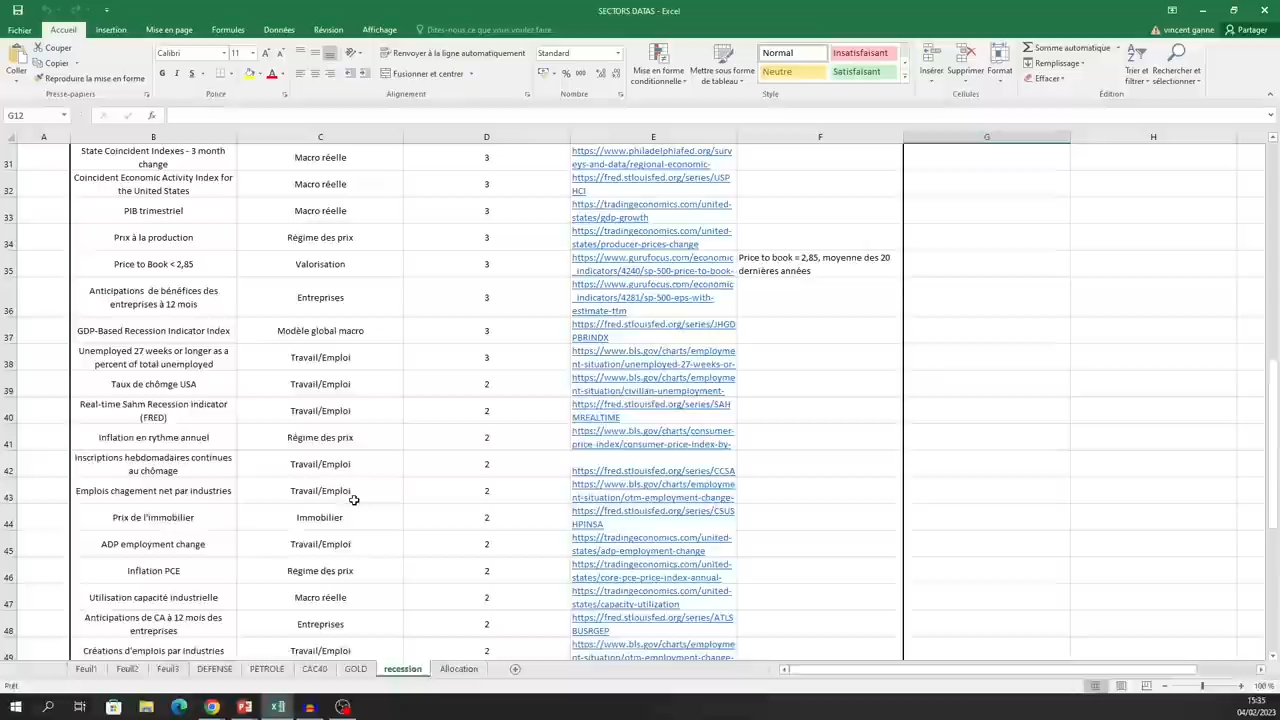 SECTORS DATAS - Excel
Fichier Accueil Insertion Mise en page Formules Données Révision Affichage Dites-nous ce que vous voulez faire. vincent ganne Partager
Couper
Copier
Reproduire la mise en forme
Coller
Presse-papiers
Calibri 11
G I S
Police
Renvoyer à la ligne automatiquement
Fusionner et centrer
Alignement
Standard
% 000
Nombre
Mise en forme conditionnelle
Mettre sous forme de tableau
Normal Insatisfaisant
Neutre Satisfaisant
Style
Insérer Supprimer Format
Cellules
Somme automatique
Remplissage
Effacer
Trier et filtrer
Rechercher et sélectionner
Édition
G12
A B C D E F G H
31 State Coincident Indexes - 3 month change Macro réelle 3 https://www.philadelphiafed.org/surveys-and-data/regional-economic-
32 Coincident Economic Activity Index for the United States Macro réelle 3 https://fred.stlouisfed.org/series/USPHCI
33 PIB trimestriel Macro réelle 3 https://tradingeconomics.com/united-states/gdp-growth
34 Prix à la production Régime des prix 3 https://tradingeconomics.com/united-states/producer-prices-change
35 Price to Book < 2,85 Valorisation 3 https://www.gurufocus.com/economic_indicators/4240/sp-500-price-to-book- Price to book = 2,85, moyenne des 20 dernières années
36 Anticipations de bénéfices des entreprises à 12 mois Entreprises 3 https://www.gurufocus.com/economic_indicators/4281/sp-500-eps-with-estimate-ttm
37 GDP-Based Recession Indicator Index Modèle global macro 3 https://fred.stlouisfed.org/series/JHGDPBRINDX
38 Unemployed 27 weeks or longer as a percent of total unemployed Travail/Emploi 3 https://www.bls.gov/charts/employment-situation/unemployed-27-weeks-or-
39 Taux de chômge USA Travail/Emploi 2 https://www.bls.gov/charts/employment-situation/civilian-unemployment-
40 Real-time Sahm Recession indicator (FRED) Travail/Emploi 2 https://fred.stlouisfed.org/series/SAHMREALTIME
41 Inflation en rythme annuel Régime des prix 2 https://www.bls.gov/charts/consumer-price-index/consumer-price-index-by-
42 Inscriptions hebdomadaires continues au chômage Travail/Emploi 2 https://fred.stlouisfed.org/series/CCSA
43 Emplois chagement net par industries Travail/Emploi 2 https://www.bls.gov/charts/employment-situation/otm-employment-change-
44 Prix de l'immobilier Immobilier 2 https://fred.stlouisfed.org/series/CSUSHPINSA
45 ADP employment change Travail/Emploi 2 https://tradingeconomics.com/united-states/adp-employment-change
46 Inflation PCE Régime des prix 2 https://tradingeconomics.com/united-states/core-pce-price-index-annual-
47 Utilisation capacité industrielle Macro réelle 2 https://tradingeconomics.com/united-states/capacity-utilization
48 Anticipations de CA à 12 mois des entreprises Entreprises 2 https://fred.stlouisfed.org/series/ATLSBUSRGEP
49 Créations d'emplois par industries Travail/Emploi 2 https://www.bls.gov/charts/employment-situation/otm-employment-change-
Feuil1 Feuil2 Feuil3 DEFENSE PETROLE CAC40 GOLD recession Allocation
Prêt 100 %
15:35
04/02/2023